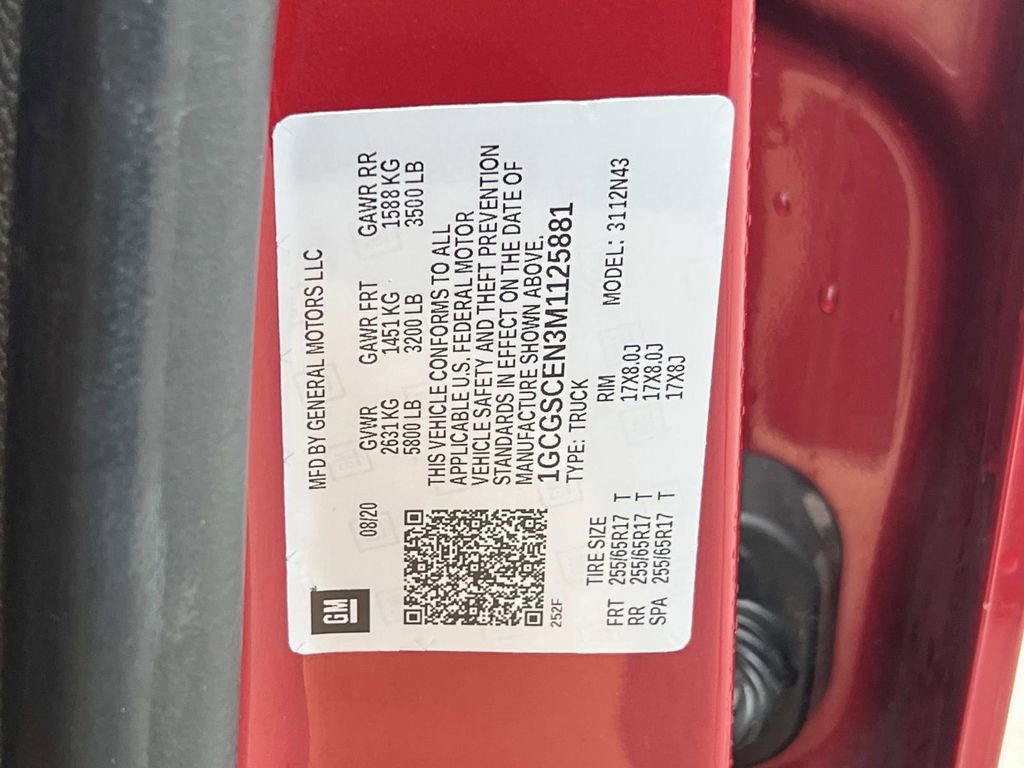 GM
MFD BY GENERAL MOTORS LLC
08/20 GVWR GAWR FRT GAWR RR
2631KG 1451 KG 1588 KG
5800 LB 3200 LB 3500 LB
THIS VEHICLE CONFORMS TO ALL
APPLICABLE U.S. FEDERAL MOTOR
VEHICLE SAFETY AND THEFT PREVENTION
STANDARDS IN EFFECT ON THE DATE OF
MANUFACTURE SHOWN ABOVE.
1GCGSCEN3M1125881
252F TYPE: TRUCK
TIRE SIZE RIM MODEL: 3112N43
FRT 255/65R17 T 17X8.0J
RR 255/65R17 T 17X8.0J
SPA 255/65R17 T 17X8J